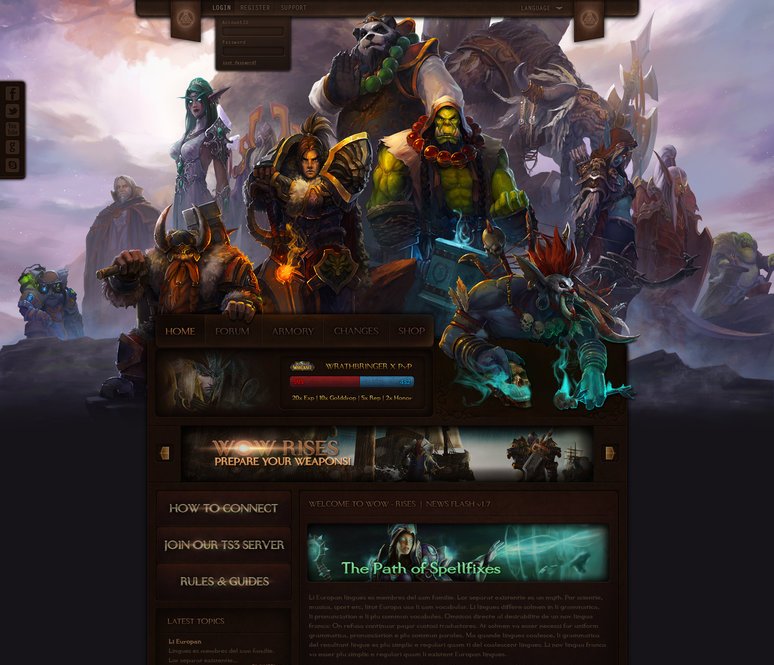 LOGIN REGISTER SUPPORT LANGUAGE
Account ID
Password
Lost Password?
HOME FORUM ARMORY CHANGES SHOP
WRATHBRINGER X PvP
20x Exp | 10x Golddrop | 5x Rep | 2x Honor
WOW RISES
PREPARE YOUR WEAPONS!
HOW TO CONNECT
JOIN OUR TS3 SERVER
RULES & GUIDES
LATEST TOPICS
Li Europan
Lingues es membres del sam familie.
Lor separat existentie...
WELCOME TO WOW - RISES | NEWS FLASH v1.7
The Path of Spellfixes
Li Europan lingues es membres del sam familie. Lor separat existentie es un myth. Por scientie,
musica, sport etc, litot Europa usa li sam vocabular. Li lingues differe solmen in li grammatica,
li pronunciation e li plu commun vocabules. Omnicos directe al desirabilite de un nov lingua
franca: On refusa continuar payar custosi traductores. At solmen va esser necessi far uniform
grammatica, pronunciation e plu commun paroles. Ma quande lingues coalesce, li grammatica
del resultant lingue es plu simplic e regulari quam ti del coalescent lingues. Li nov lingua franca
va esser plu simplic e regulari quam li existent Europan lingues.